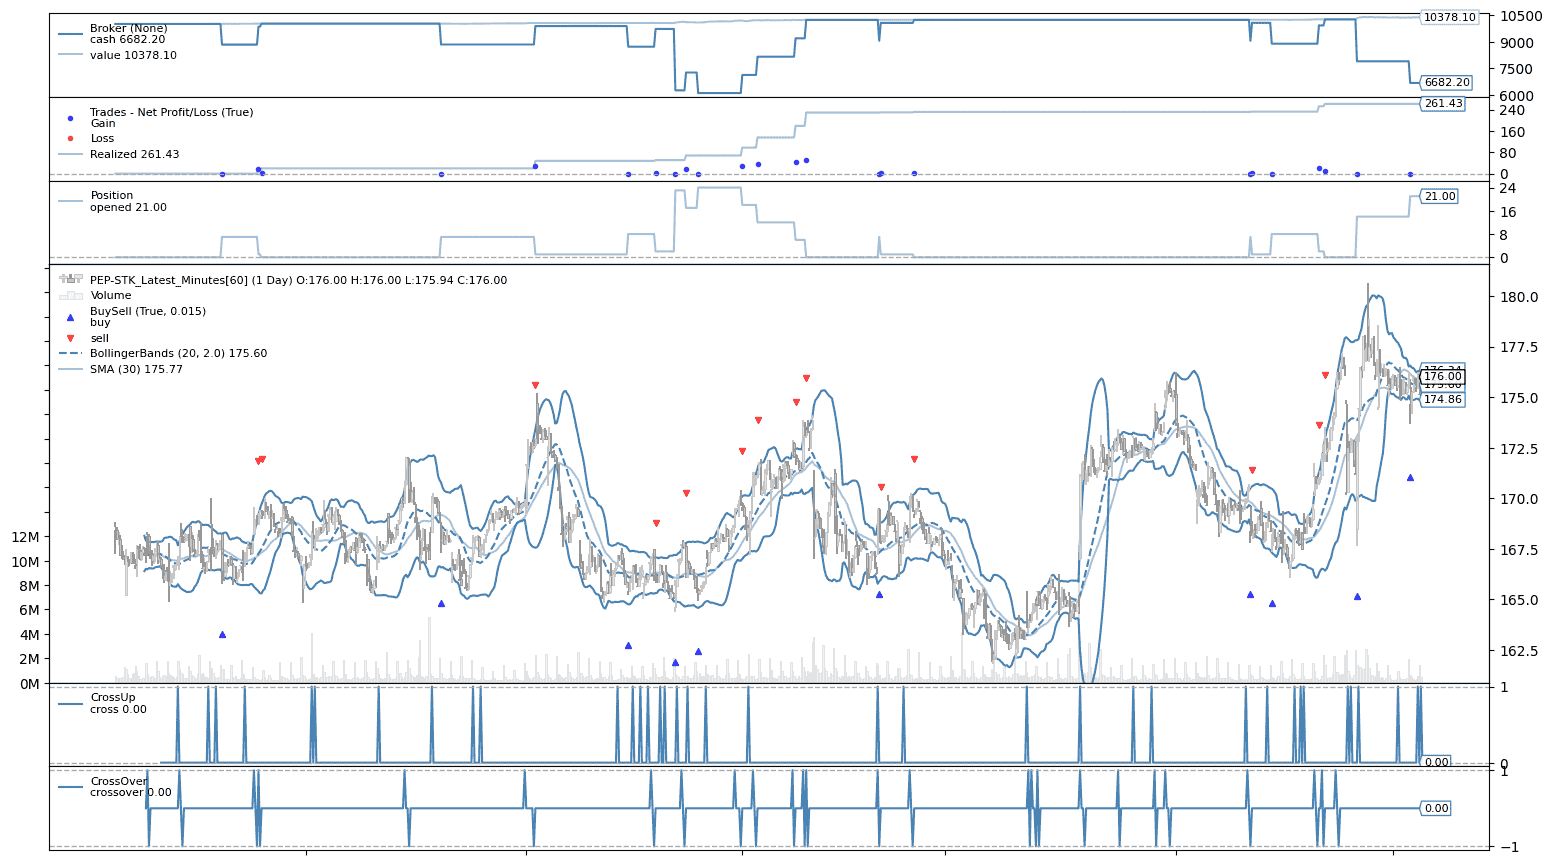 Broker (None)
cash 6682.20
value 10378.10
10500
9000
7500
6000
10378.10
6682.20
Trades - Net Profit/Loss (True)
Gain
Loss
Realized 261.43
240
160
80
0
261.43
Position
opened 21.00
24
16
8
0
21.00
PEP-STK_Latest_Minutes[60] (1 Day) O:176.00 H:176.00 L:175.94 C:176.00
Volume
BuySell (True, 0.015)
buy
sell
BollingerBands (20, 2.0) 175.60
SMA (30) 175.77
12M
10M
8M
6M
4M
2M
0M
180.0
177.5
175.0
172.5
170.0
167.5
165.0
162.5
176.00
174.86
CrossUp
cross 0.00
1
0
0.00
CrossOver
crossover 0.00
1
−1
0.00